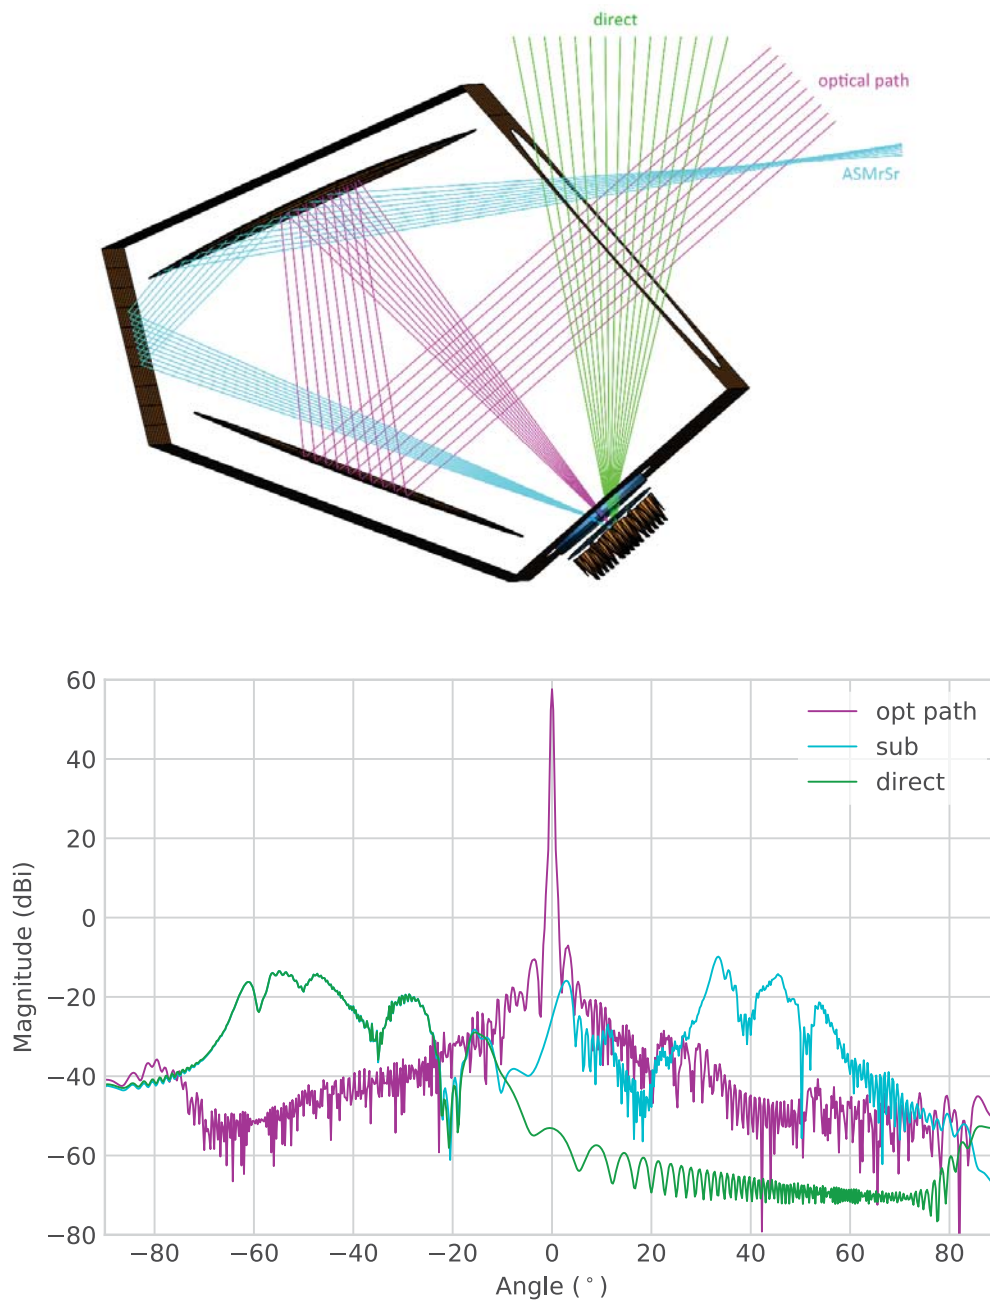 direct
optical path
ASMrSr
60
40
20
0
−20
−40
−60
−80
Magnitude (dBi)
opt path
sub
direct
−80 −60 −40 −20 0 20 40 60 80
Angle (°)